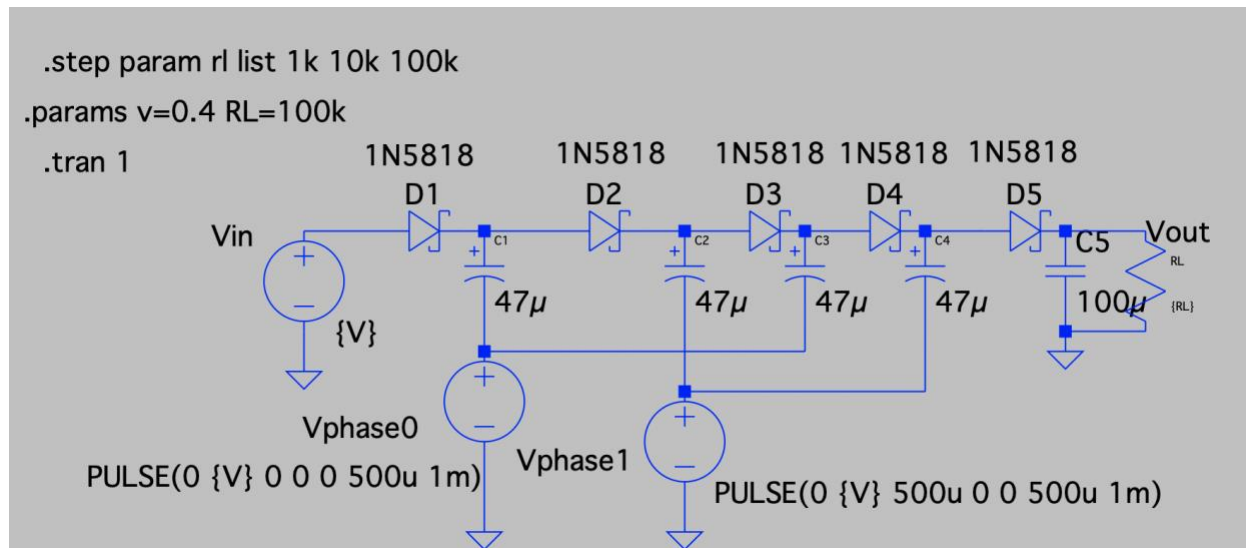 .step param rl list 1k 10k 100k
.params v=0.4 RL=100k
.tran 1
1N5818 1N5818 1N5818 1N5818 1N5818
D1 D2 D3 D4 D5
Vin C1 C2 C3 C4 C5 Vout
RL
47µ 47µ 47µ 47µ 100µ {RL}
{V}
Vphase0
Vphase1
PULSE(0 {V} 0 0 0 500u 1m)
PULSE(0 {V} 500u 0 0 500u 1m)